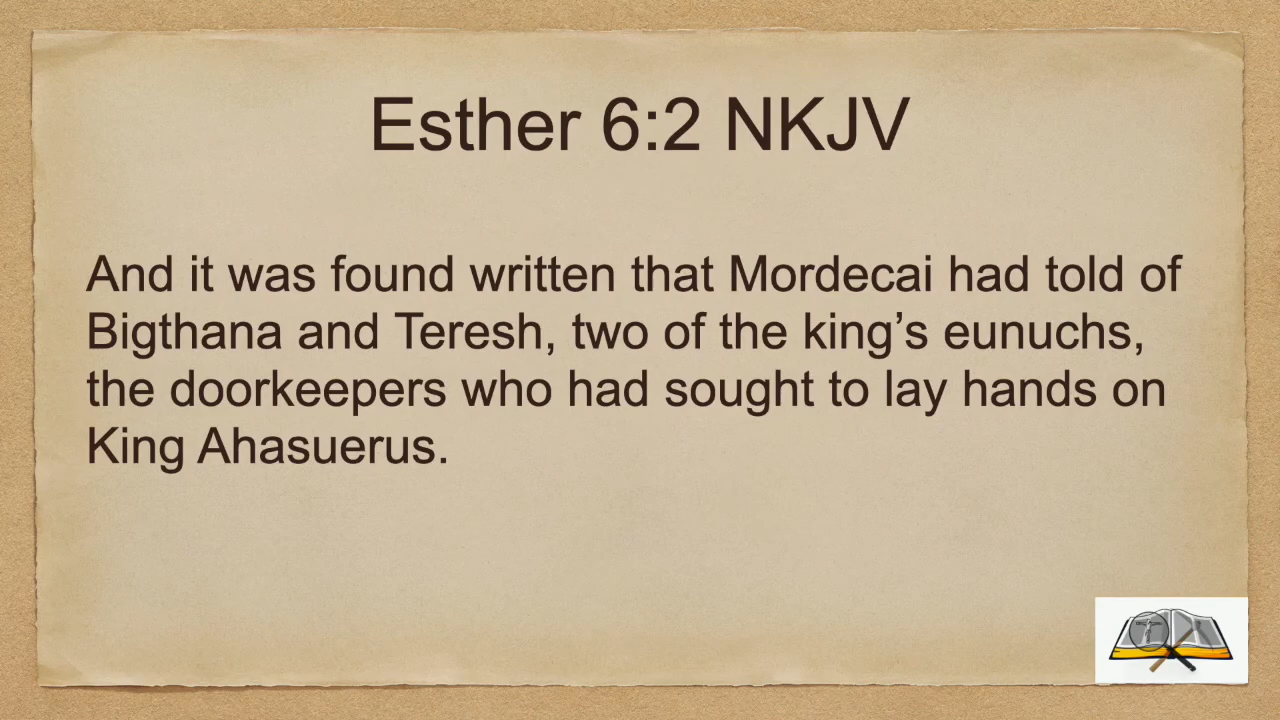 Esther 6:2 NKJV
And it was found written that Mordecai had told of
Bigthana and Teresh, two of the king’s eunuchs,
the doorkeepers who had sought to lay hands on
King Ahasuerus.